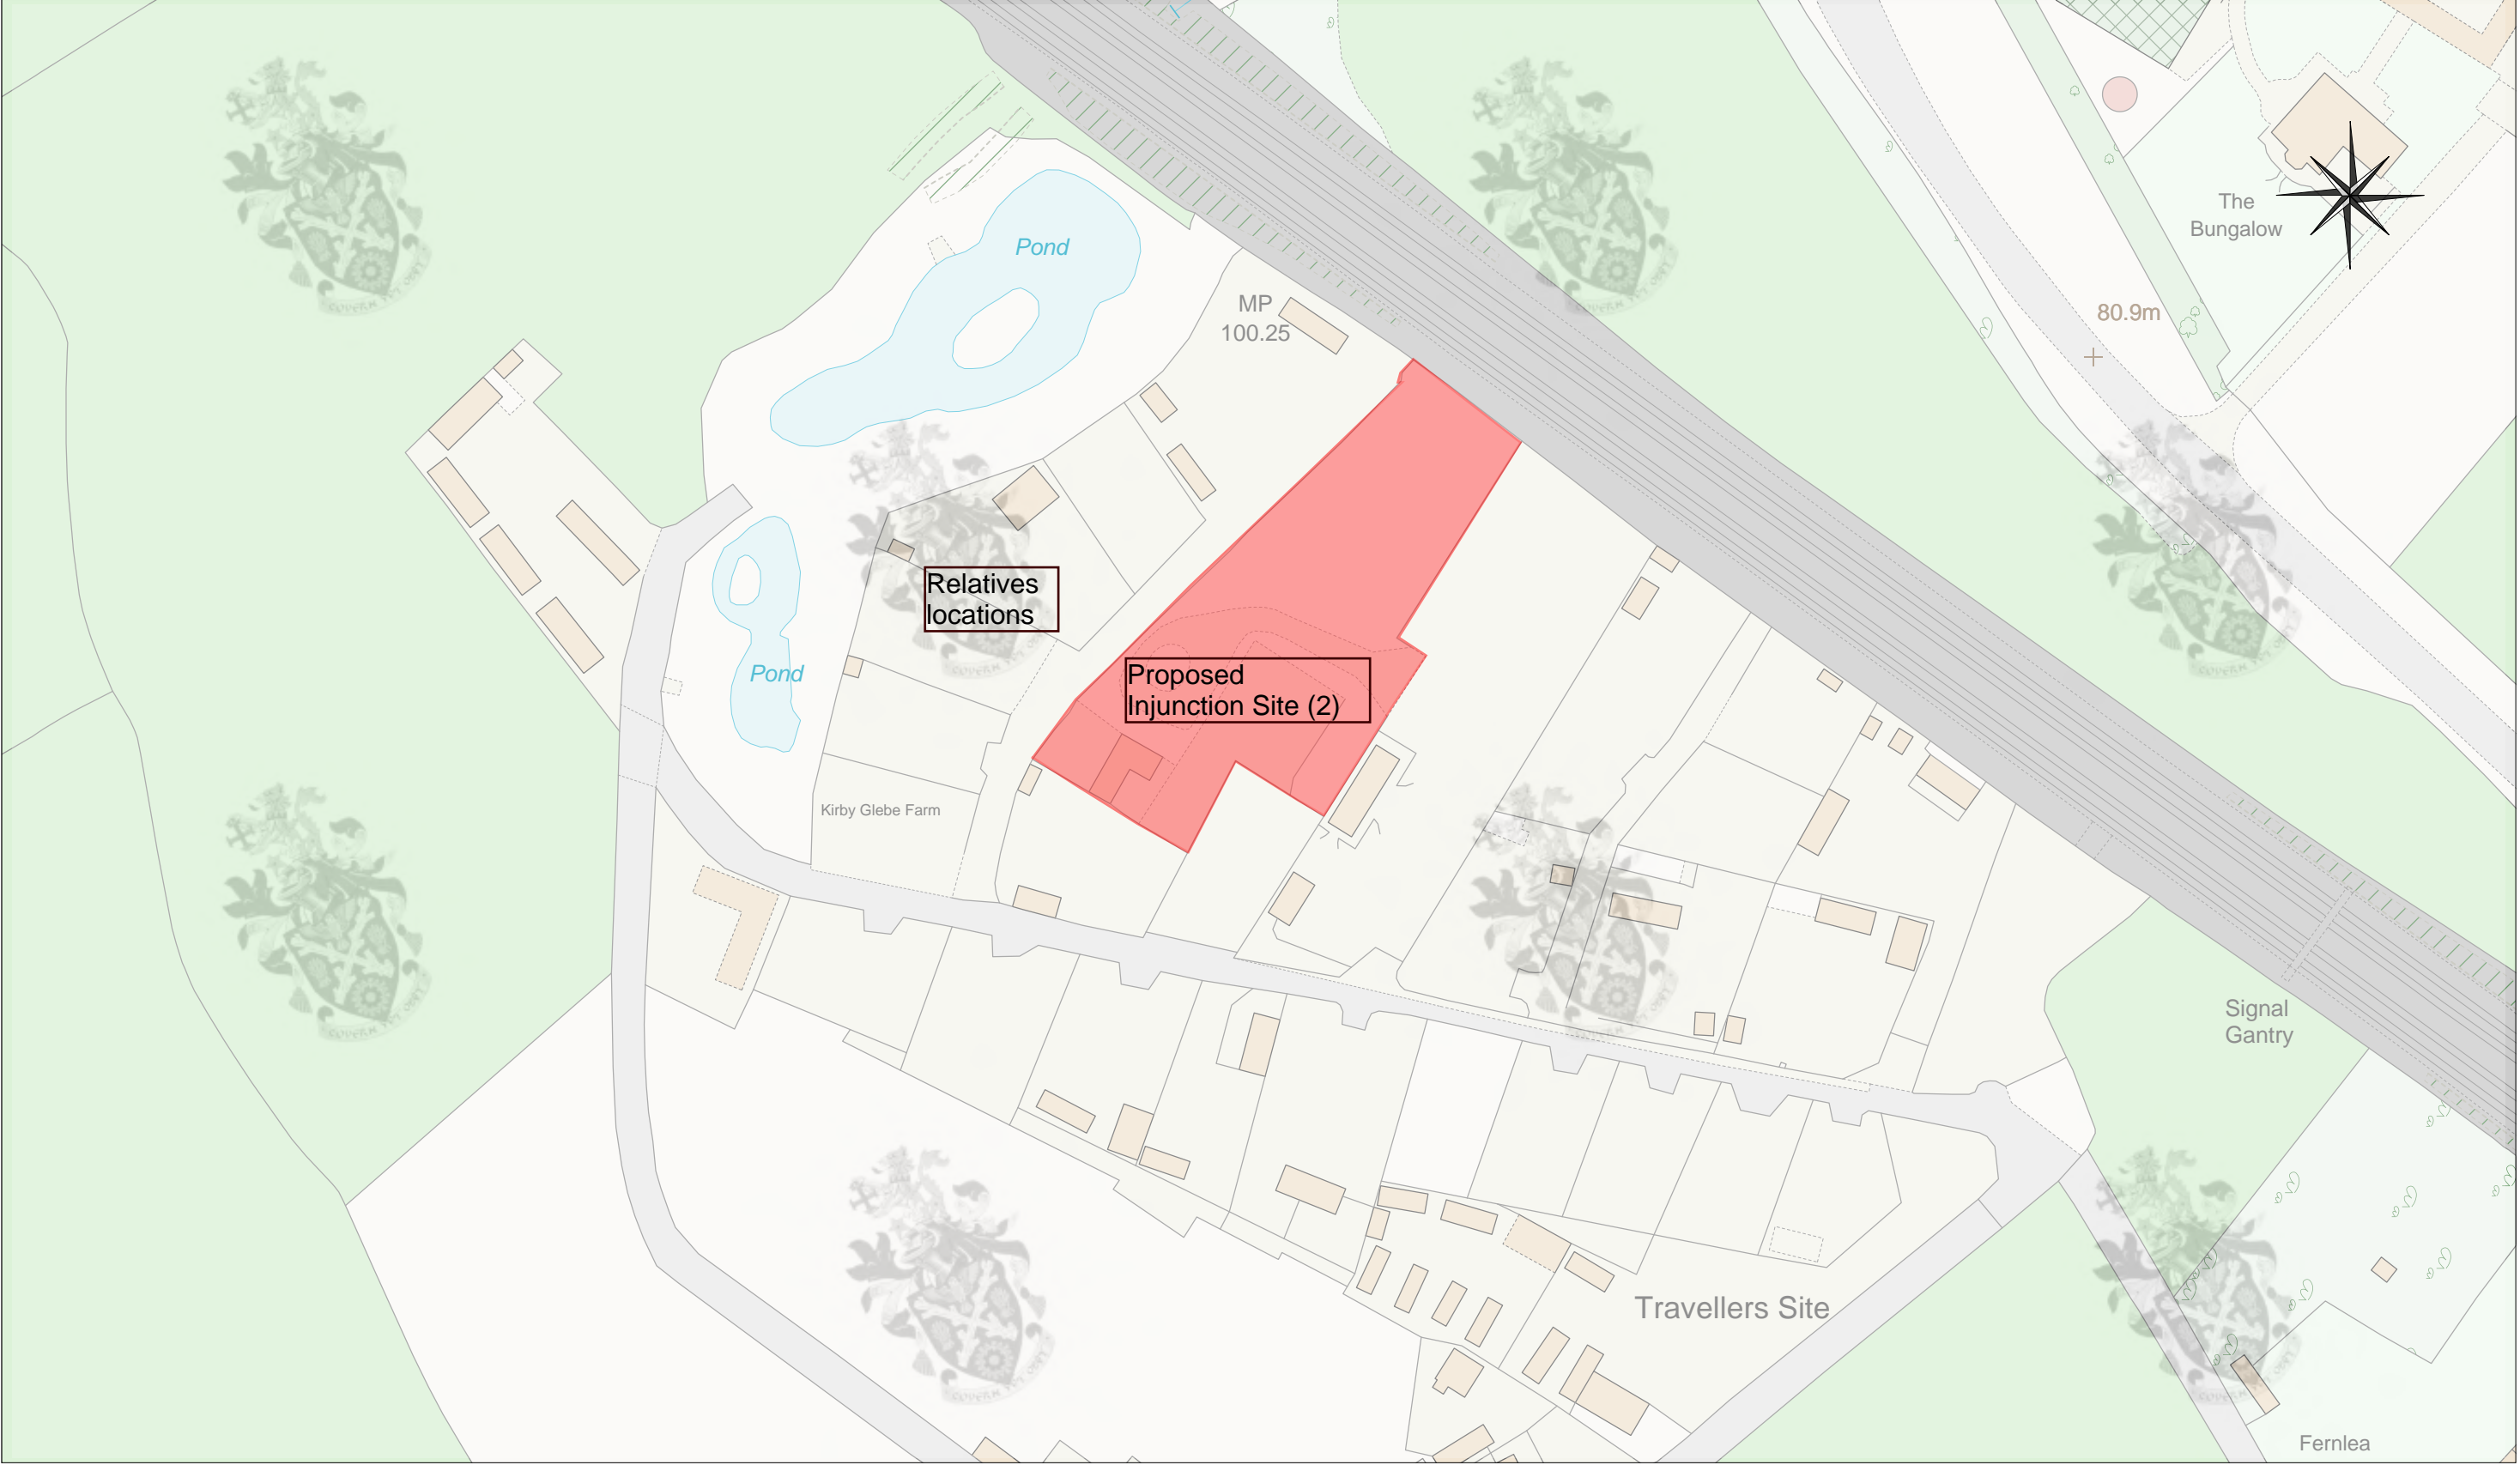 Pond
The
Bungalow
MP
100.25
80.9m
Relatives
locations
Pond
Proposed
Injunction Site (2)
Kirby Glebe Farm
Signal
Gantry
Travellers Site
Fernlea